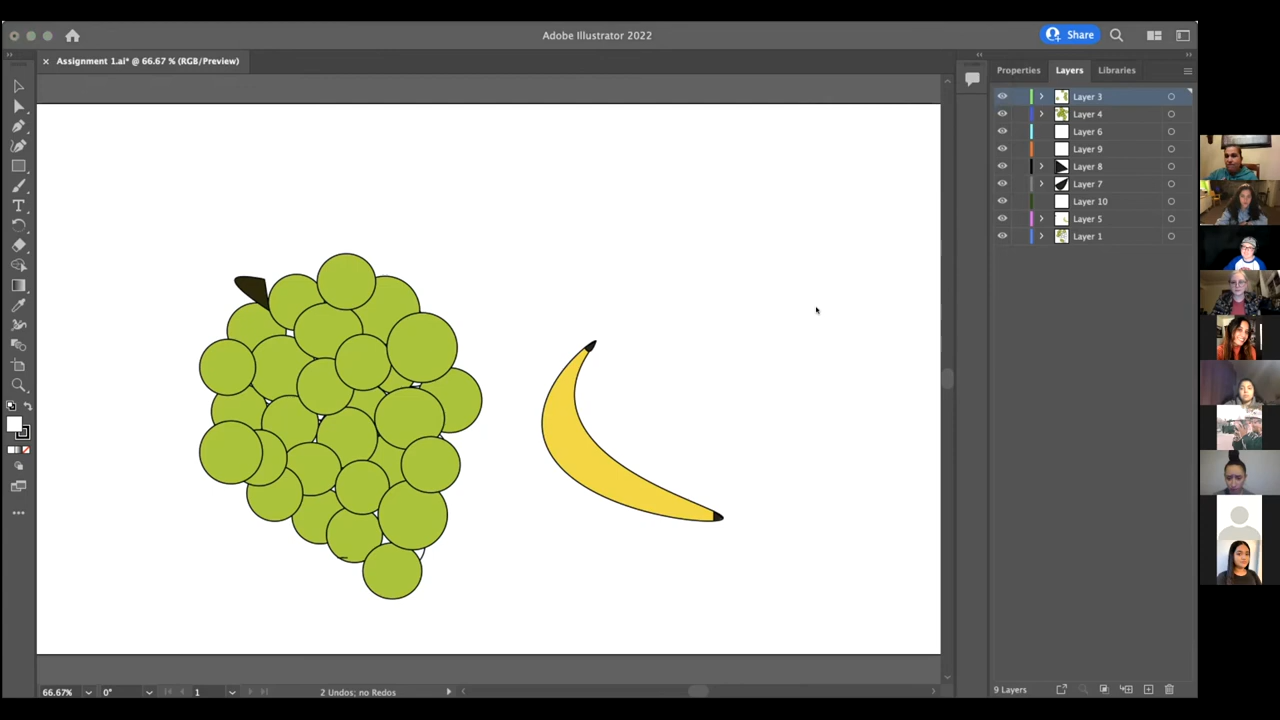 Adobe Illustrator 2022
Share
Assignment 1.ai* @ 66.67 % (RGB/Preview)
Properties
Layers
Libraries
Layer 3
Layer 4
Layer 6
Layer 9
Layer 8
Layer 7
Layer 10
Layer 5
Layer 1
66.67%
0°
1
2 Undos; no Redos
9 Layers